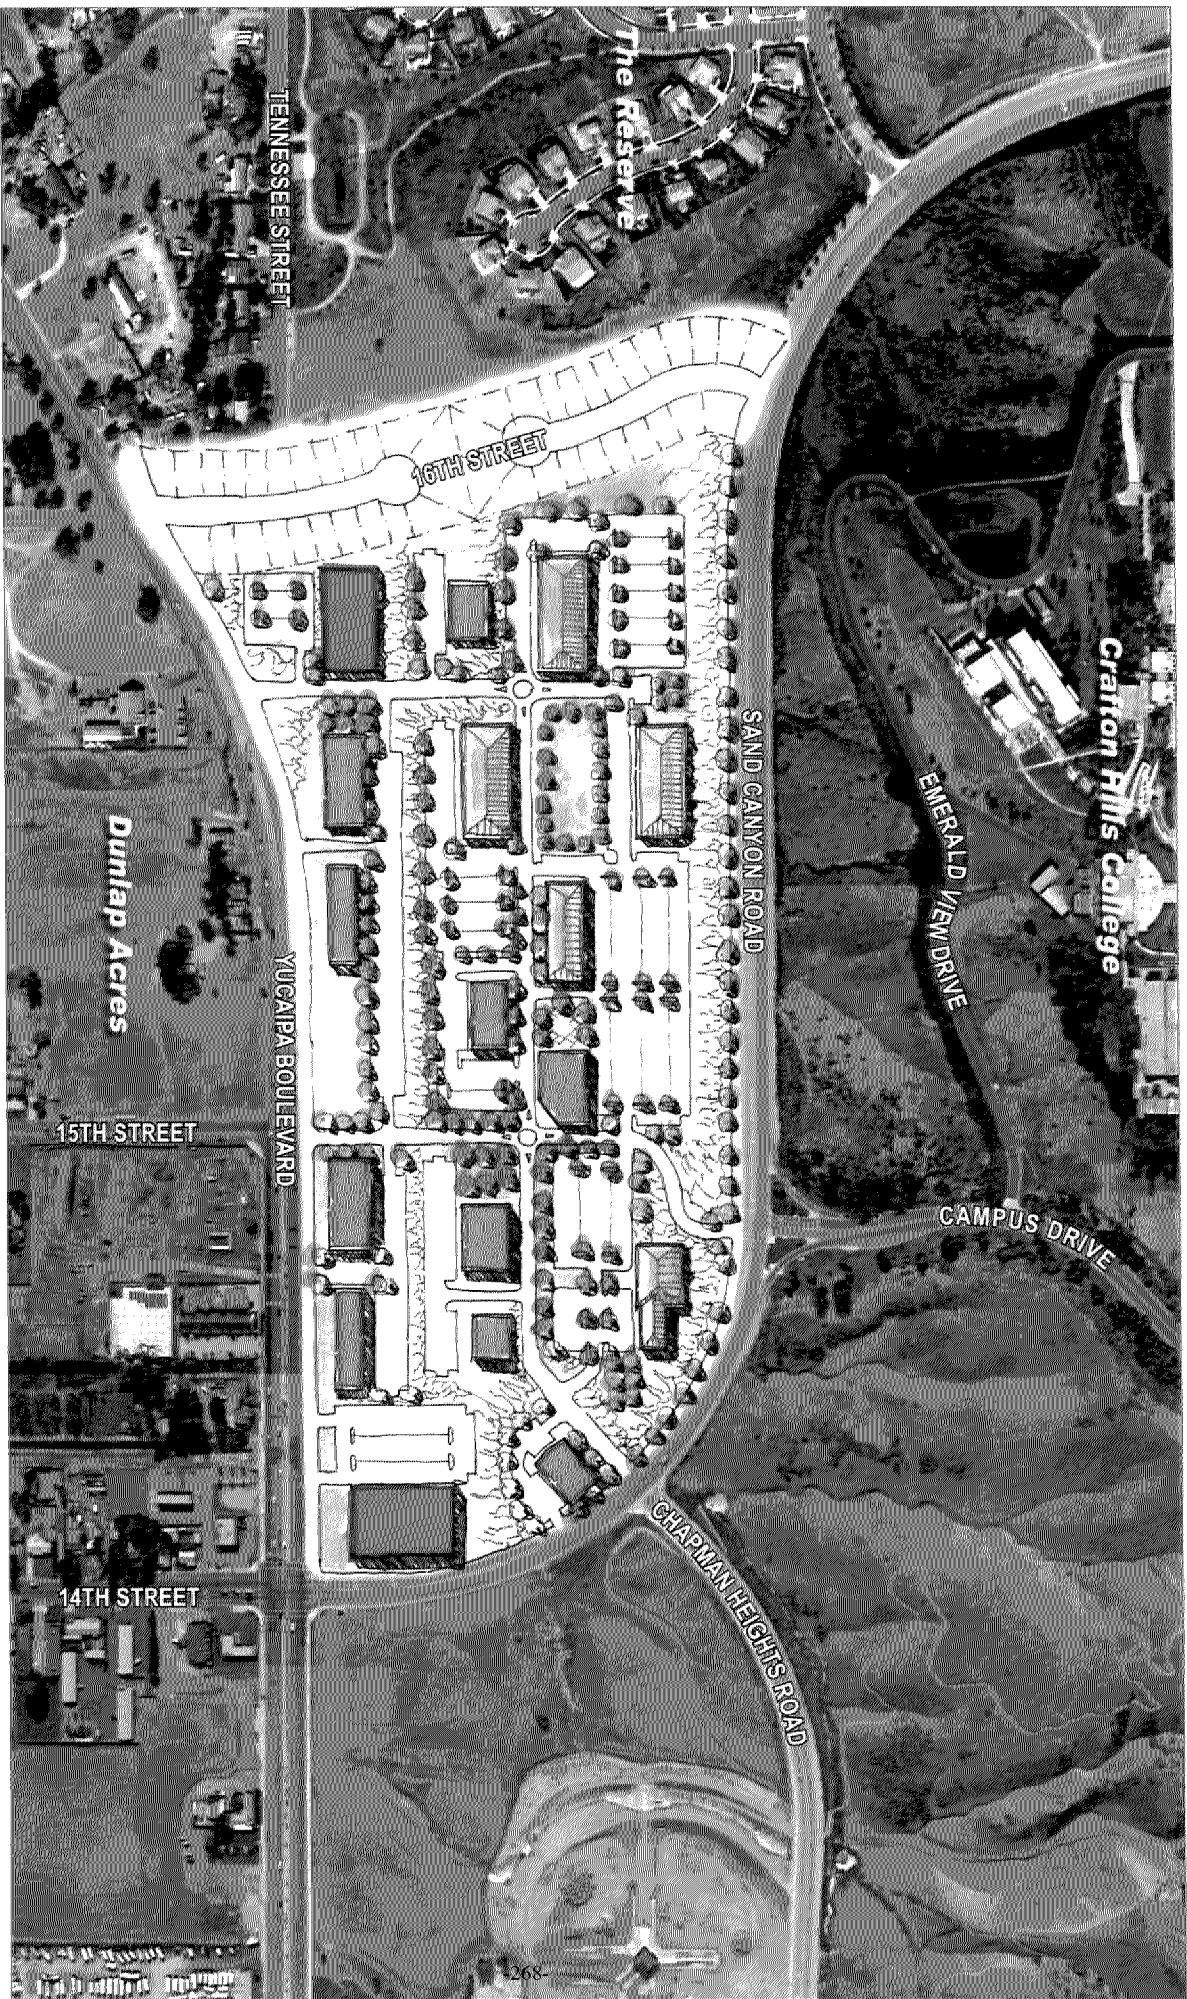 The Reserve
TENNESSEE STREET
16TH STREET
Crafton Hills College
SAND CANYON ROAD
EMERALD VIEW DRIVE
Dunlap Acres
YUCAIPA BOULEVARD
15TH STREET
CAMPUS DRIVE
CHAPMAN HEIGHTS ROAD
14TH STREET
-268-